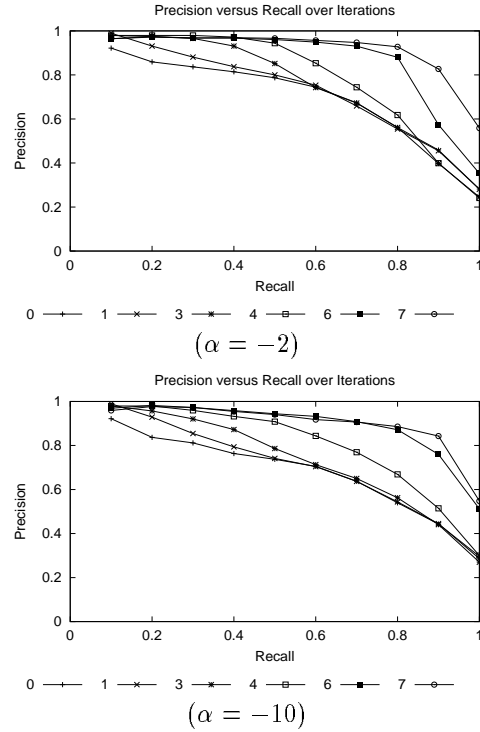 Precision versus Recall over Iterations
1
0.8
0.6
0.4
0.2
0
Precision
0 0.2 0.4 0.6 0.8 1
Recall
0 1 3 4 6 7
(α = −2)
Precision versus Recall over Iterations
1
0.8
0.6
0.4
0.2
0
Precision
0 0.2 0.4 0.6 0.8 1
Recall
0 1 3 4 6 7
(α = −10)